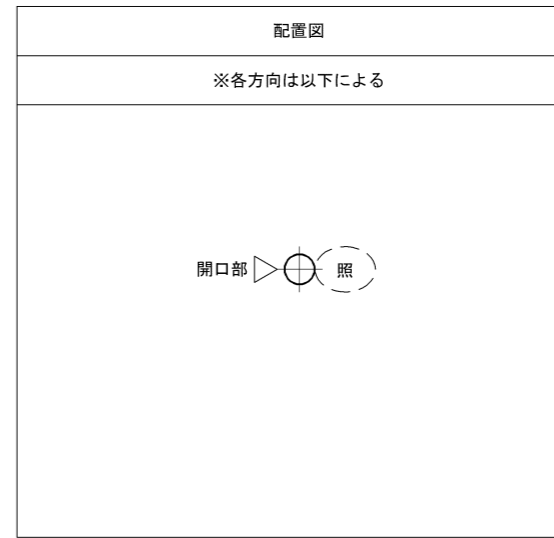 配置図
※各方向は以下による
開口部
照